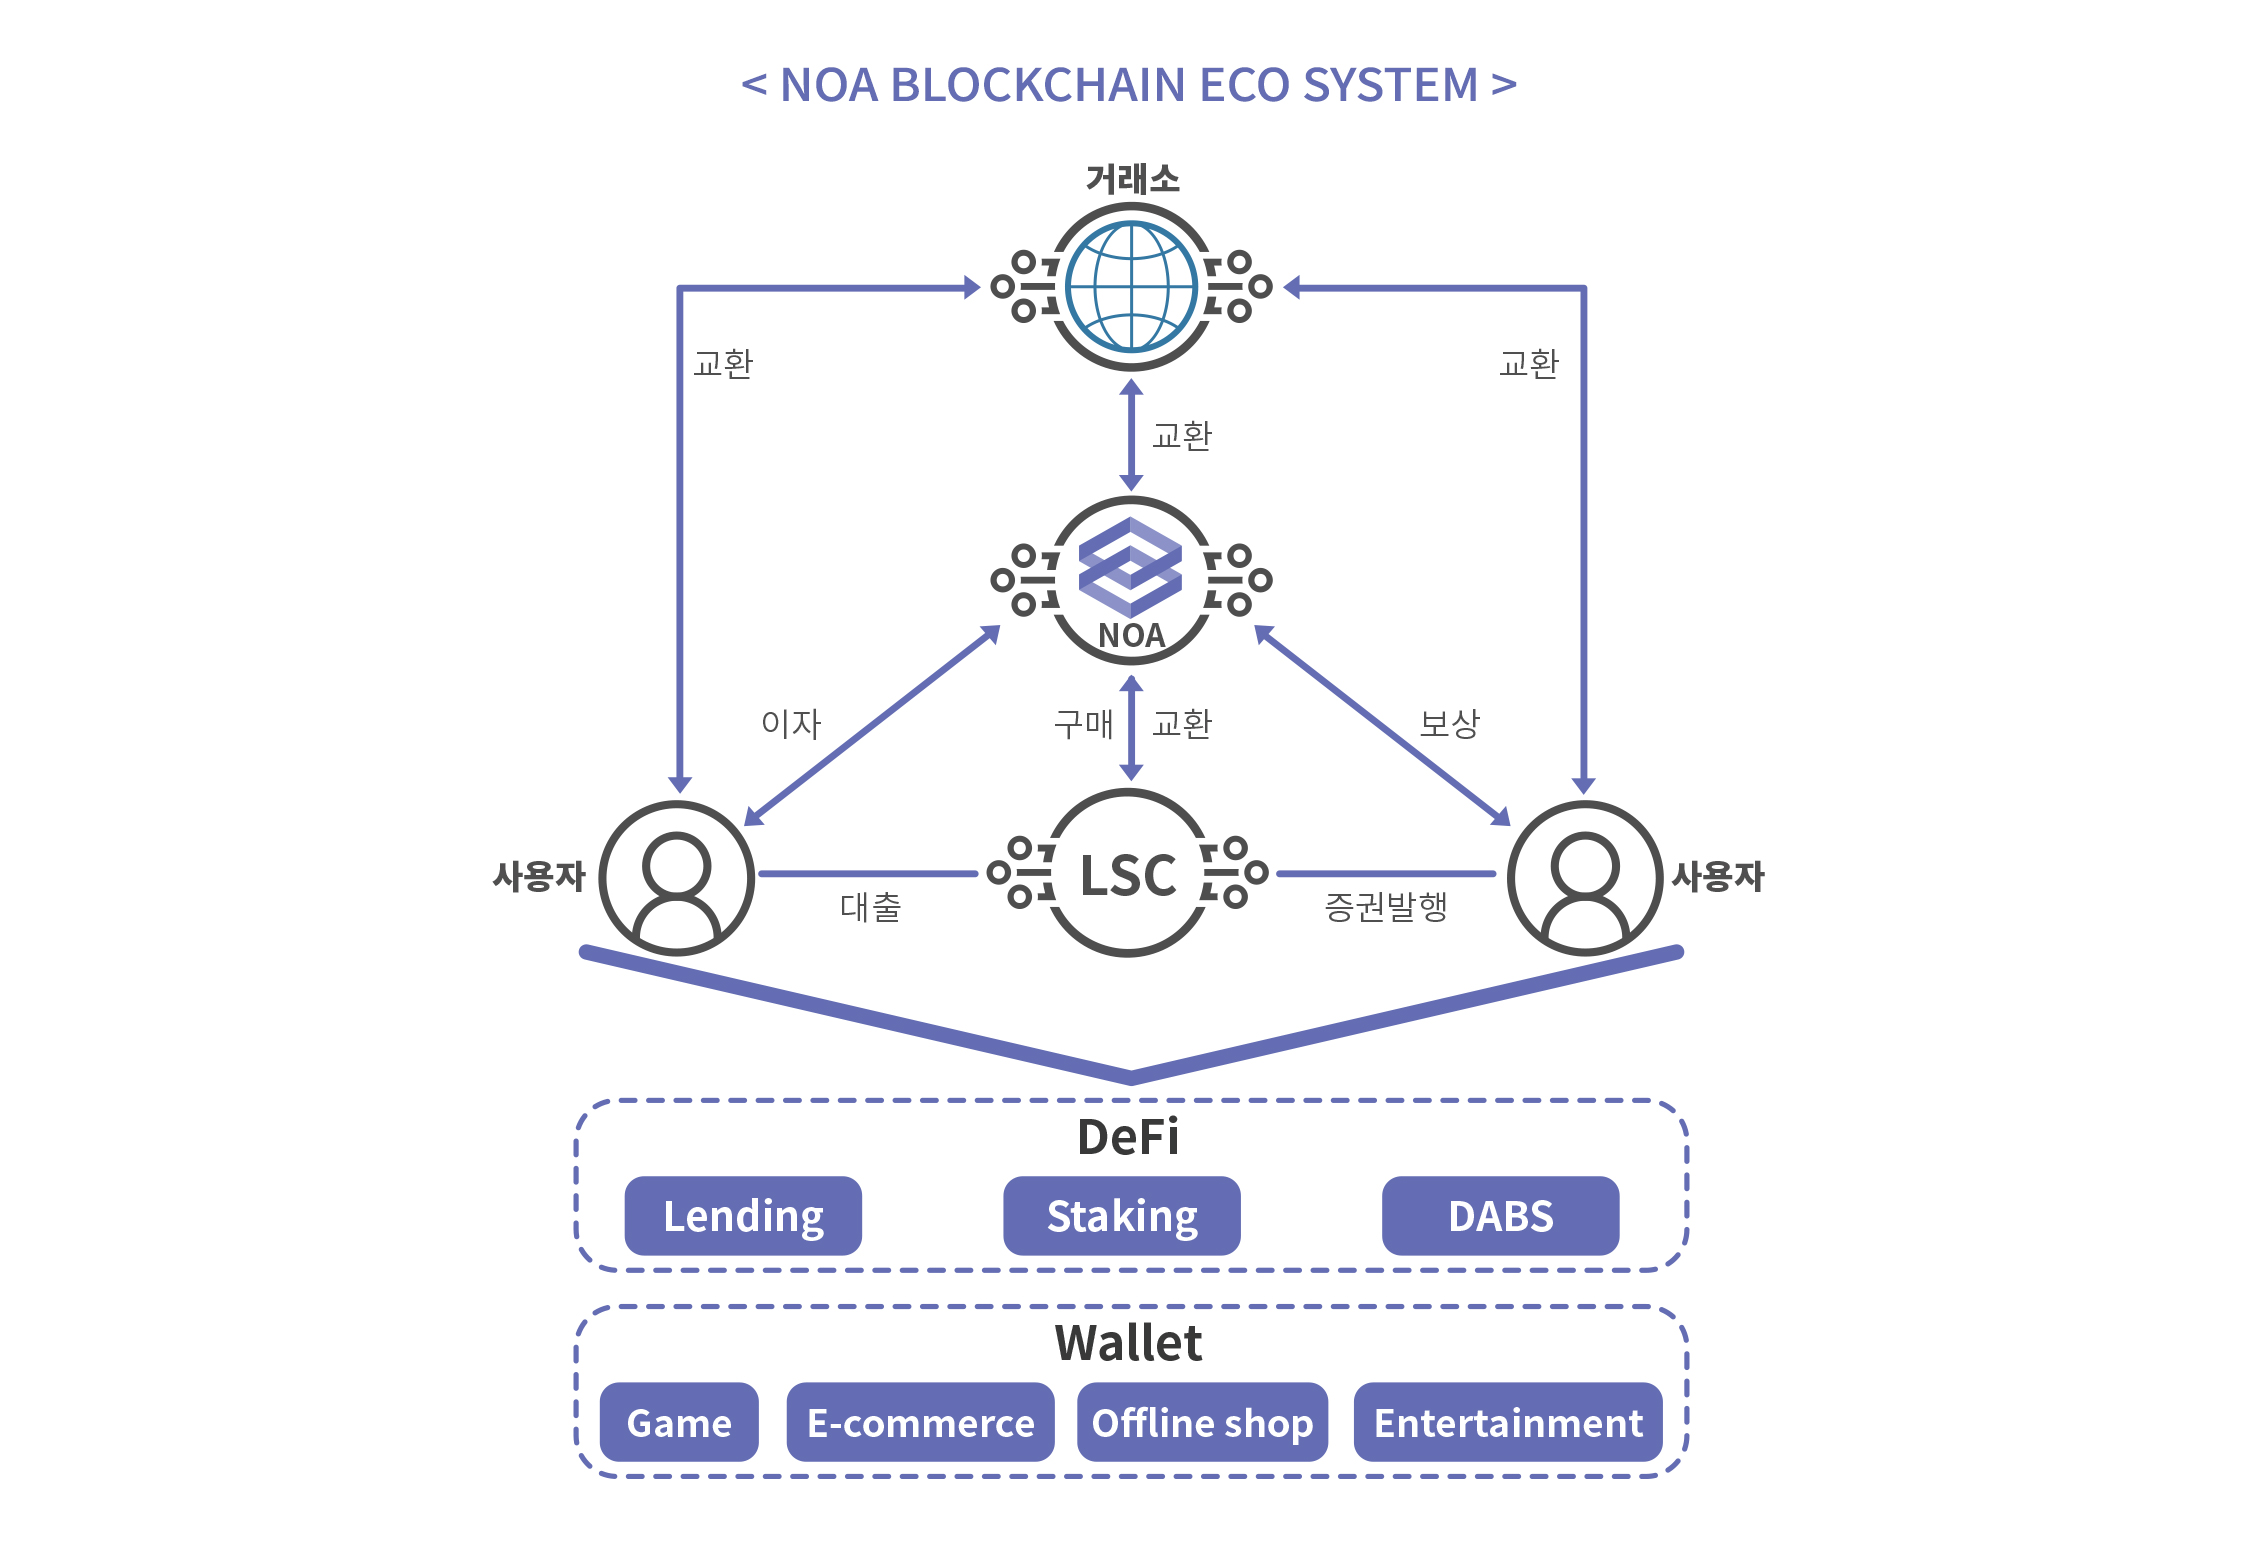 < NOA BLOCKCHAIN ECO SYSTEM >
거래소
교환
교환
교환
NOA
이자
구매
교환
보상
사용자
LSC
사용자
대출
증권발행
DeFi
Lending
Staking
DABS
Wallet
Game
E-commerce
Offline shop
Entertainment